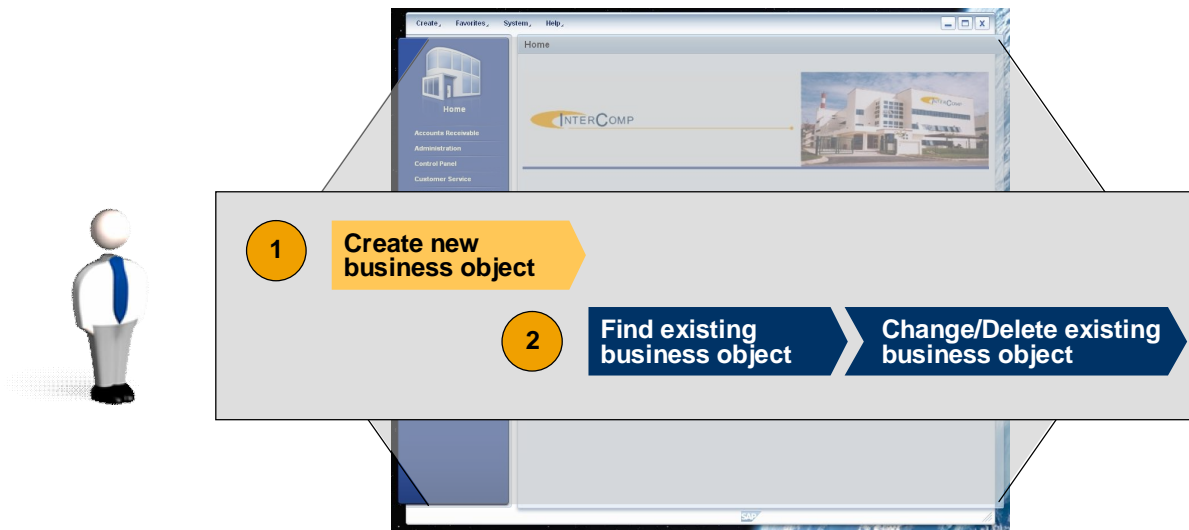 Create, Favorites, System, Help,
X
Home
Home
INTERCOMP
INTERCOMP
Accounts Receivable
Administration
Control Panel
Customer Service
1
Create new
business object
2
Find existing
business object
Change/Delete existing
business object
SAP